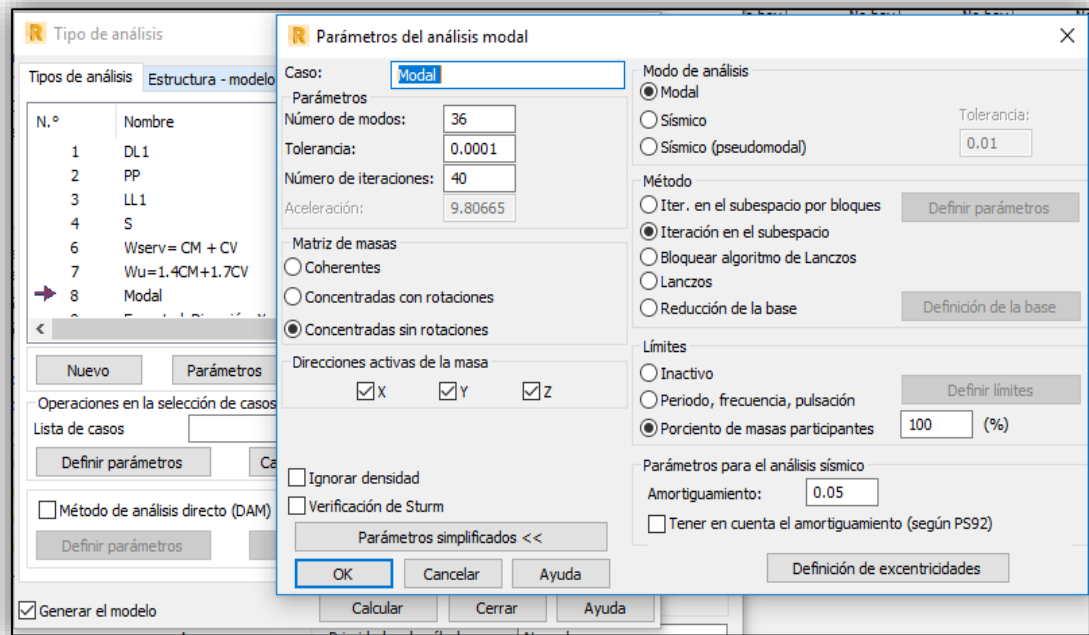 Tipo de análisis
Tipos de análisis Estructura - modelo
N.º Nombre
1 DL1
2 PP
3 LL1
4 S
6 Wserv= CM + CV
7 Wu=1.4CM+1.7CV
8 Modal
Nuevo Parámetros
Operaciones en la selección de casos
Lista de casos
Definir parámetros Ca
Método de análisis directo (DAM)
Definir parámetros
Generar el modelo
Calcular Cerrar Ayuda
Parámetros del análisis modal
Caso: Modal
Parámetros
Número de modos: 36
Tolerancia: 0.0001
Número de iteraciones: 40
Aceleración: 9.80665
Matriz de masas
Coherentes
Concentradas con rotaciones
Concentradas sin rotaciones
Direcciones activas de la masa
X Y Z
Ignorar densidad
Verificación de Sturm
Parámetros simplificados <<
OK Cancelar Ayuda
Modo de análisis
Modal
Sísmico
Sísmico (pseudomodal)
Tolerancia:
0.01
Método
Iter. en el subespacio por bloques Definir parámetros
Iteración en el subespacio
Bloquear algoritmo de Lanczos
Lanczos
Reducción de la base Definición de la base
Límites
Inactivo
Periodo, frecuencia, pulsación Definir límites
Porciento de masas participantes 100 (%)
Parámetros para el análisis sísmico
Amortiguamiento: 0.05
Tener en cuenta el amortiguamiento (según PS92)
Definición de excentricidades